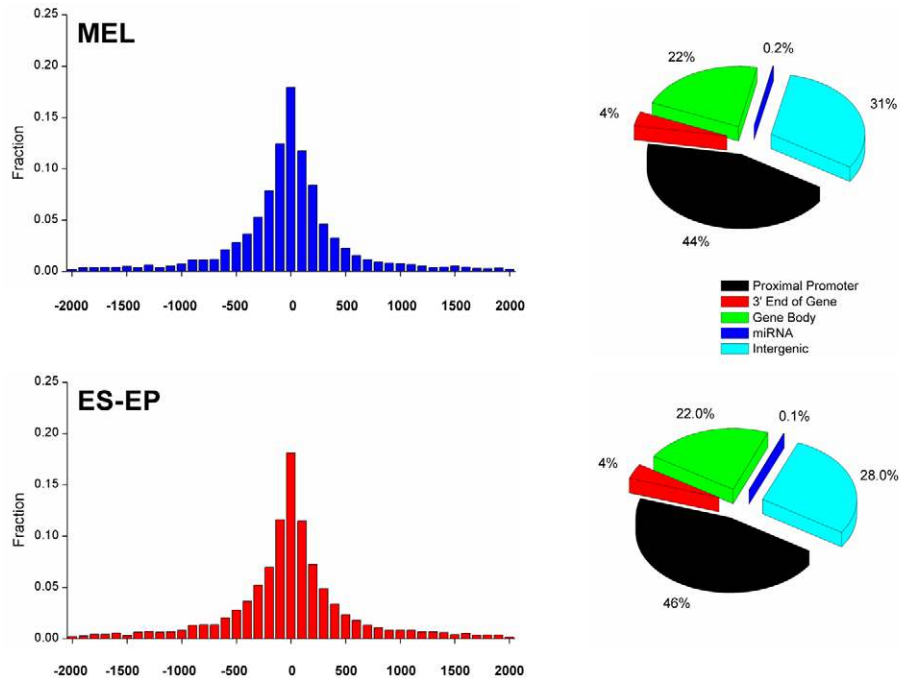 MEL
0.25
0.20
0.15
0.10
0.05
0.00
Fraction
-2000 -1500 -1000 -500 0 500 1000 1500 2000
0.2%
22%
31%
4%
44%
Proximal Promoter
3' End of Gene
Gene Body
miRNA
Intergenic
ES-EP
0.25
0.20
0.15
0.10
0.05
0.00
Fraction
-2000 -1500 -1000 -500 0 500 1000 1500 2000
0.1%
22.0%
28.0%
4%
46%